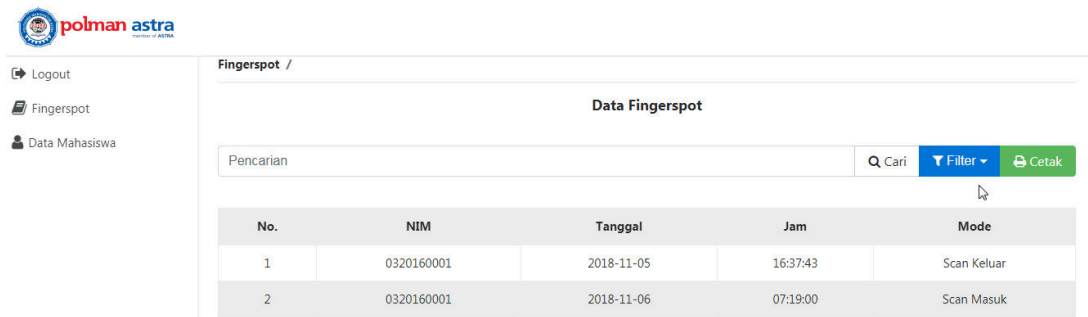 polman astra
member of ASTRA
Logout
Fingerspot
Data Mahasiswa
Fingerspot /
Data Fingerspot
Pencarian Cari Filter Cetak
No. NIM Tanggal Jam Mode
1 0320160001 2018-11-05 16:37:43 Scan Keluar
2 0320160001 2018-11-06 07:19:00 Scan Masuk